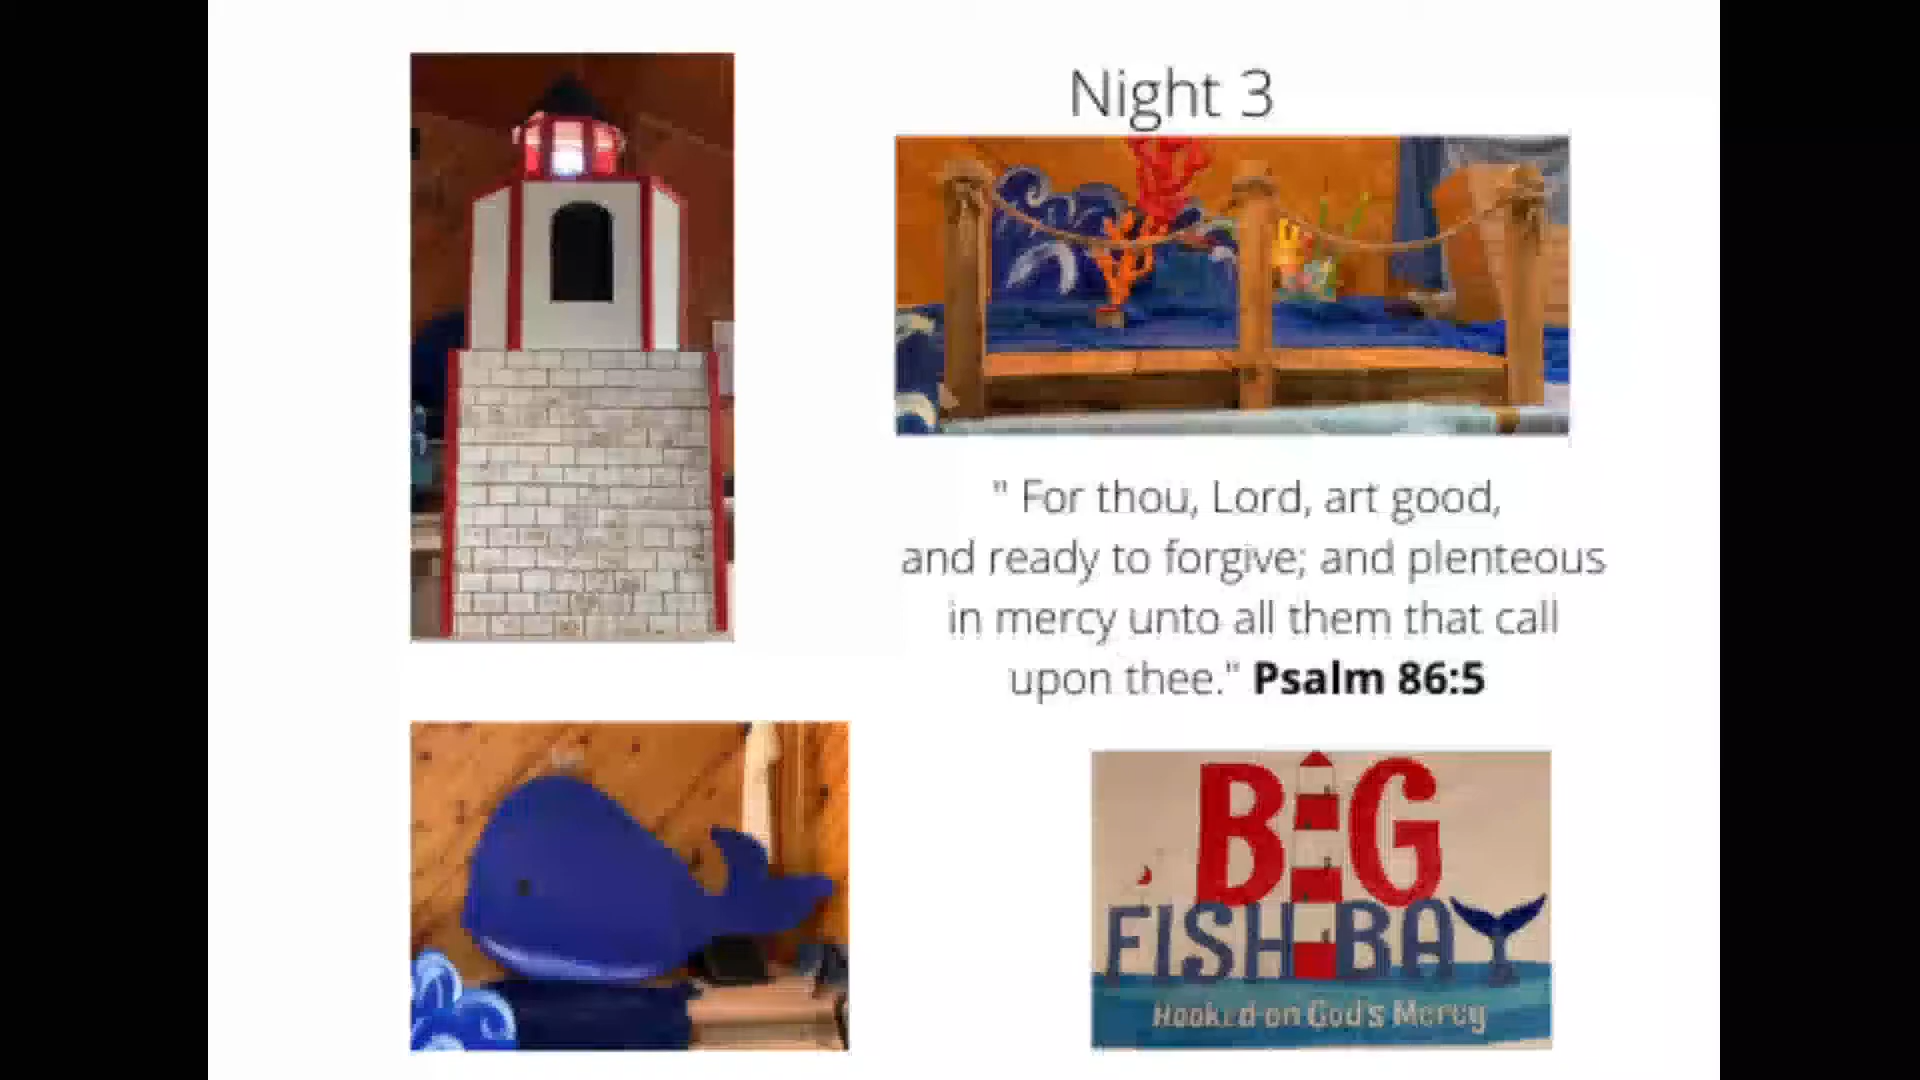 Night 3
" For thou, Lord, art good,
and ready to forgive; and plenteous
in mercy unto all them that call
upon thee." Psalm 86:5
BIG
FISH BAY
Hooked on God's Mercy